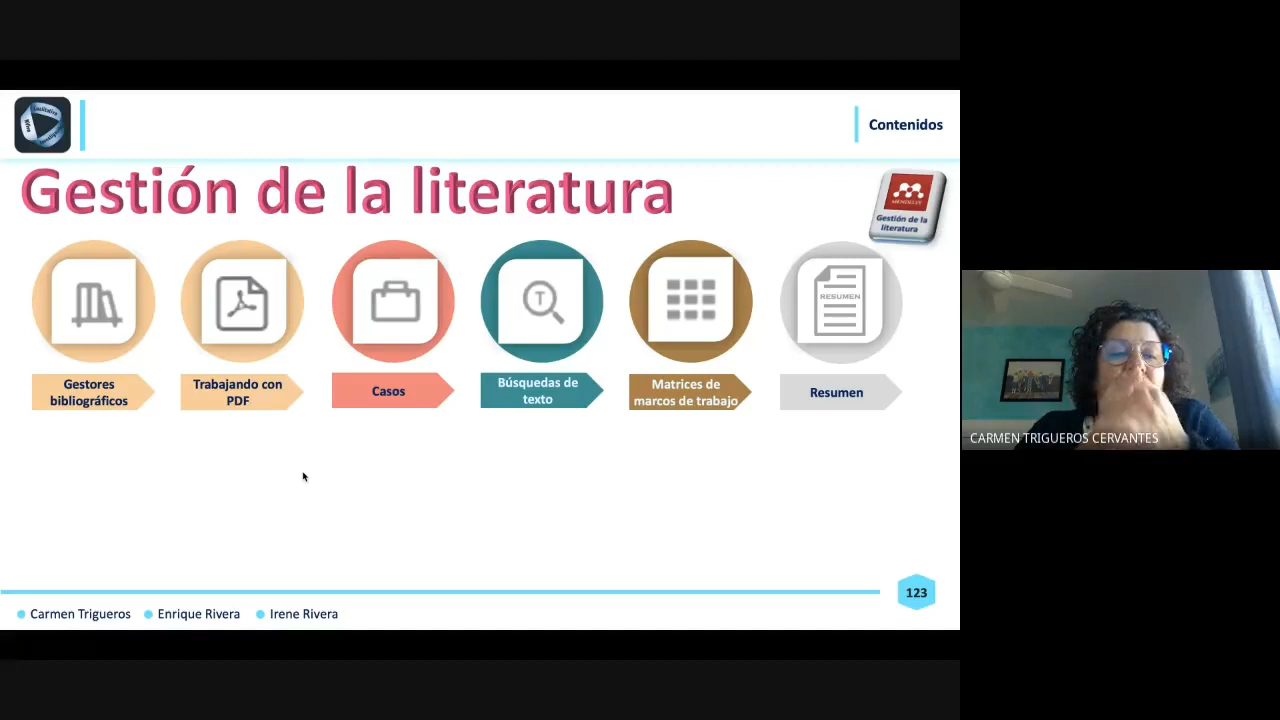 Contenidos
Gestión de la literatura
MENDELEY
Gestión de la
literatura
RESUMEN
Gestores
bibliográficos
Trabajando con
PDF
Casos
Búsquedas de
texto
Matrices de
marcos de trabajo
Resumen
CARMEN TRIGUEROS CERVANTES
123
Carmen Trigueros
Enrique Rivera
Irene Rivera